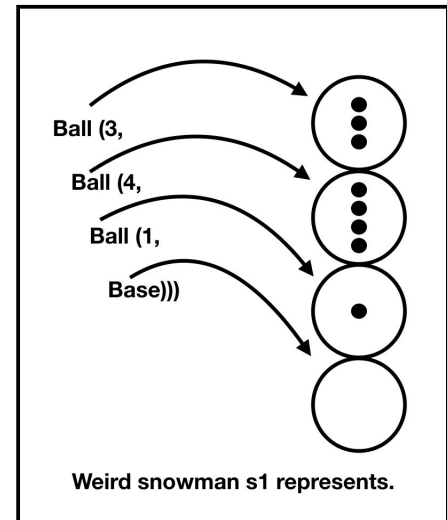 Ball (3,
Ball (4,
Ball (1,
Base)))
Weird snowman s1 represents.